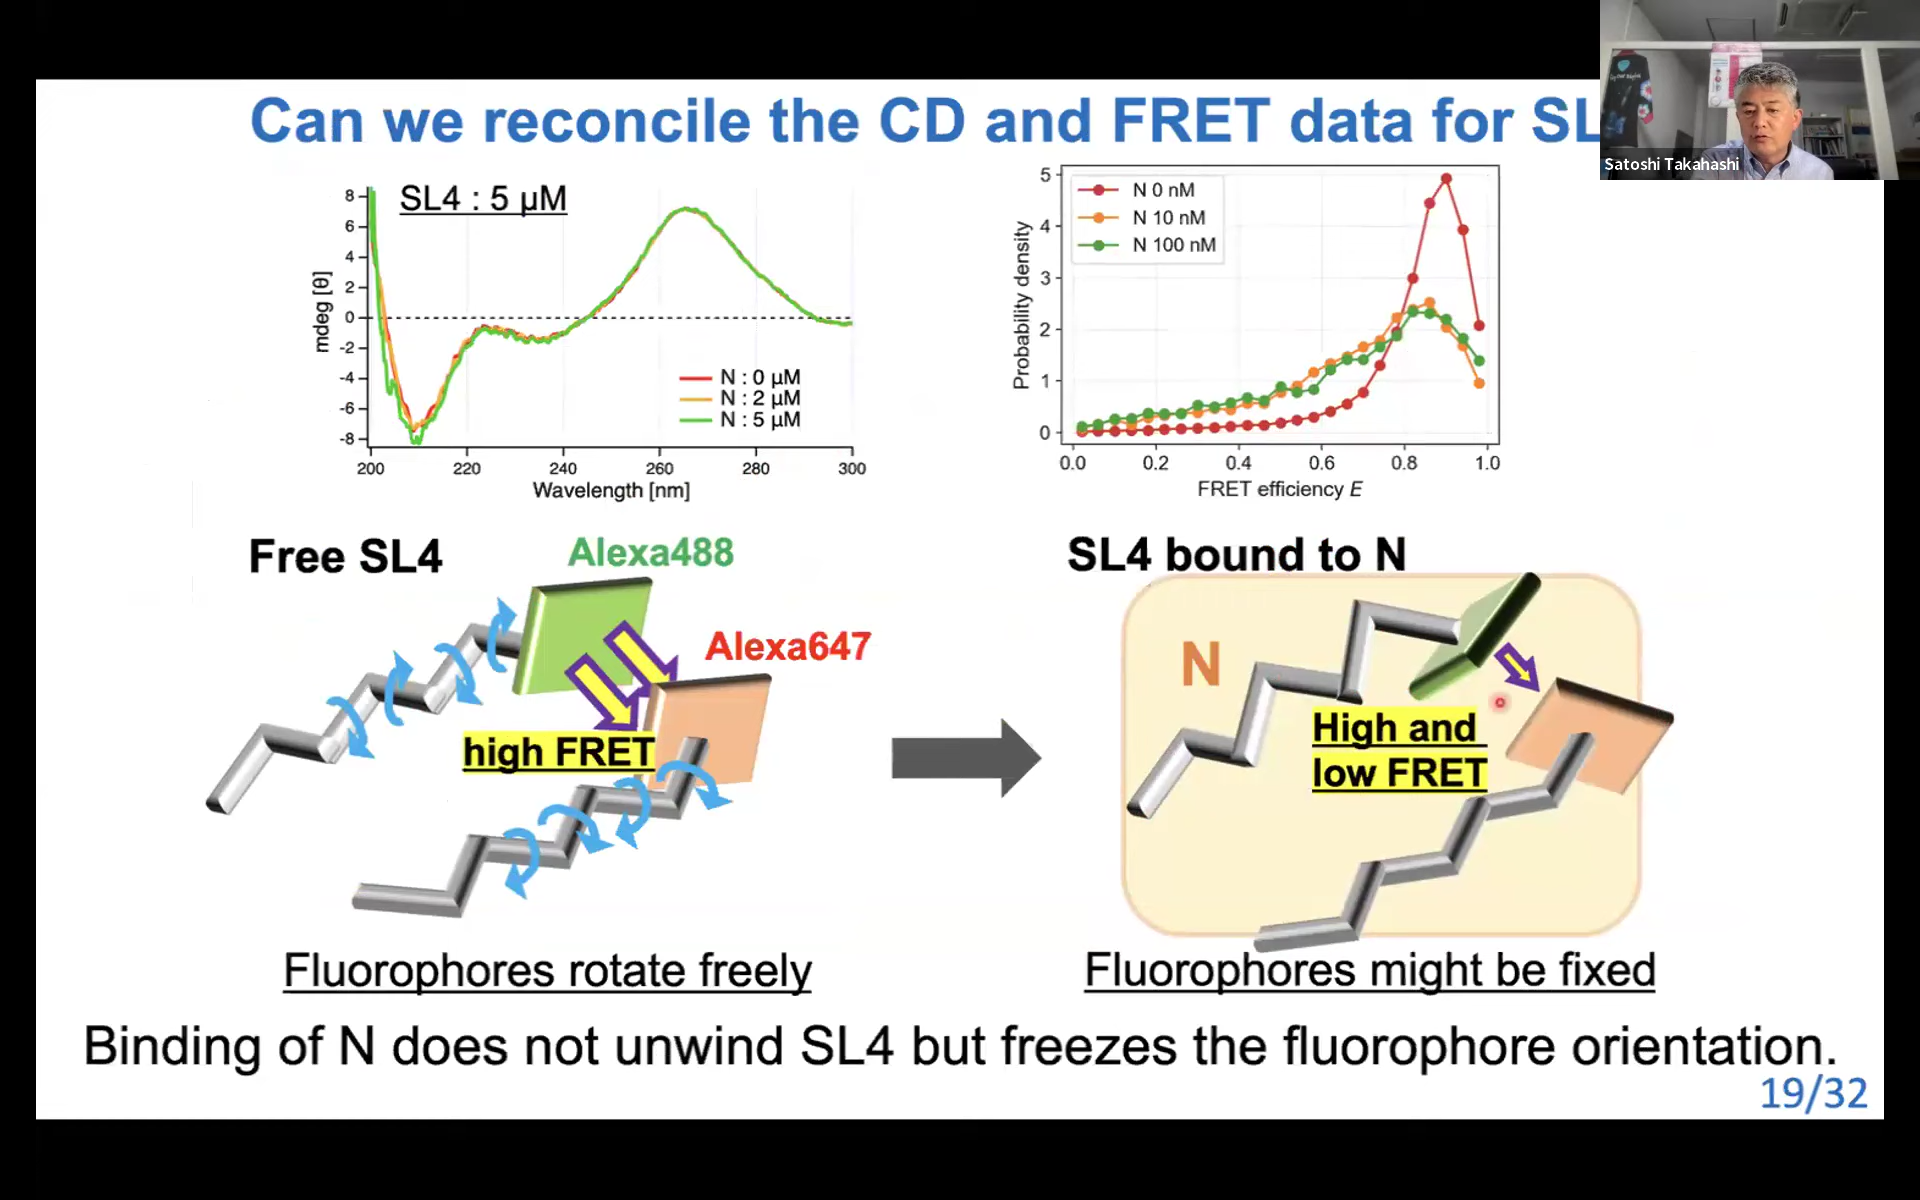 Can we reconcile the CD and FRET data for SL
Satoshi Takahashi
SL4 : 5 µM
8
6
4
2
0
-2
-4
-6
-8
mdeg [θ]
N : 0 µM
N : 2 µM
N : 5 µM
200 220 240 260 280 300
Wavelength [nm]
5
4
3
2
1
0
Probability density
N 0 nM
N 10 nM
N 100 nM
0.0 0.2 0.4 0.6 0.8 1.0
FRET efficiency E
Free SL4
Alexa488
Alexa647
high FRET
Fluorophores rotate freely
SL4 bound to N
N
High and
low FRET
Fluorophores might be fixed
Binding of N does not unwind SL4 but freezes the fluorophore orientation.
19/32